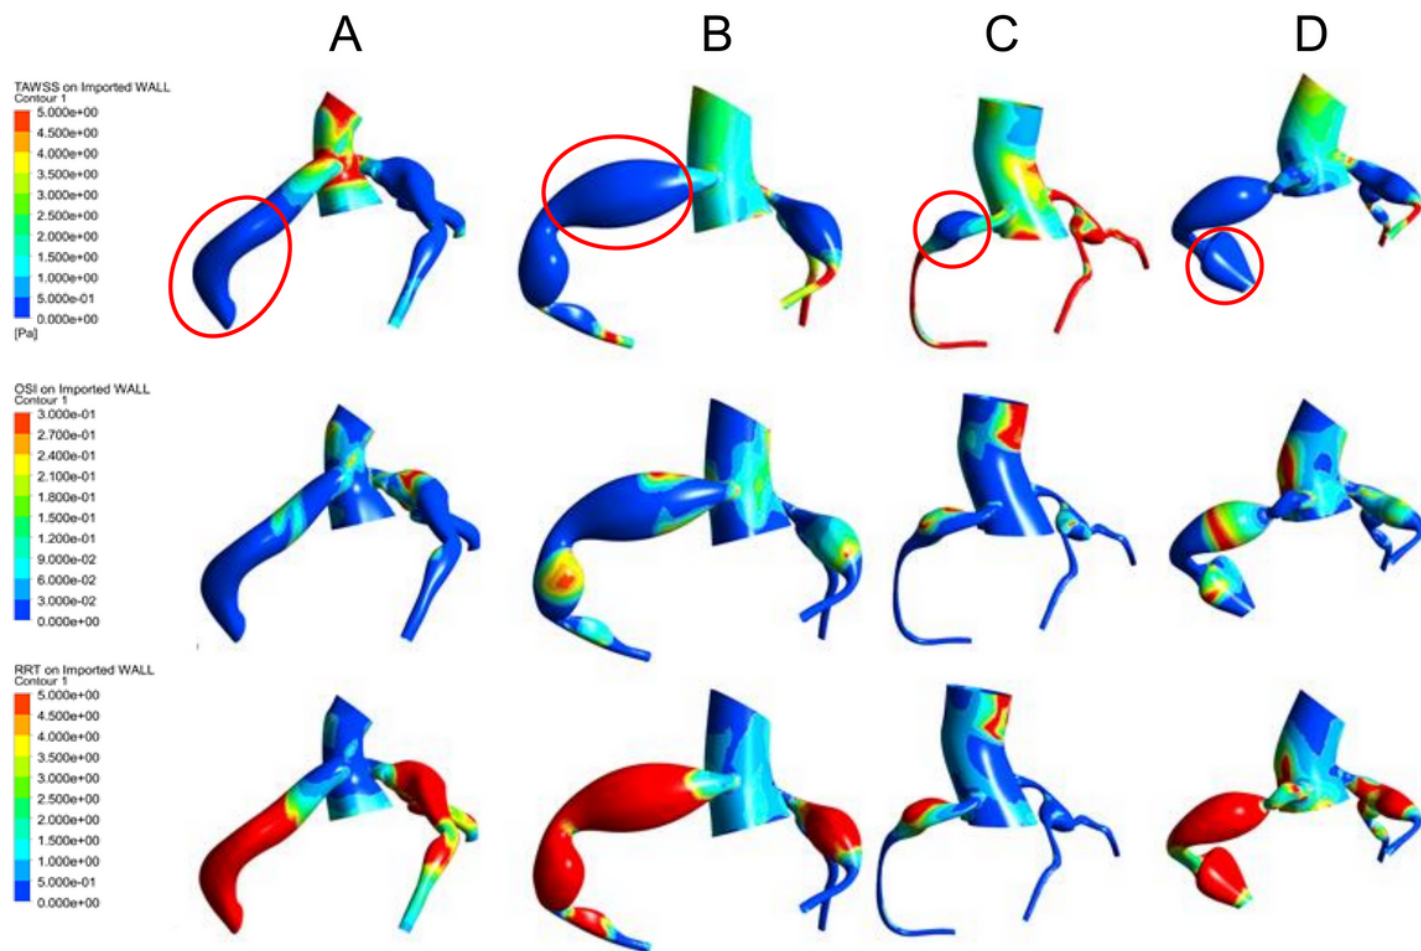 A B C D
TAWSS on Imported WALL
Contour 1
5.000e+00
4.500e+00
4.000e+00
3.500e+00
3.000e+00
2.500e+00
2.000e+00
1.500e+00
1.000e+00
5.000e-01
0.000e+00
[Pa]
OSI on Imported WALL
Contour 1
3.000e-01
2.700e-01
2.400e-01
2.100e-01
1.800e-01
1.500e-01
1.200e-01
9.000e-02
6.000e-02
3.000e-02
0.000e+00
RRT on Imported WALL
Contour 1
5.000e+00
4.500e+00
4.000e+00
3.500e+00
3.000e+00
2.500e+00
2.000e+00
1.500e+00
1.000e+00
5.000e-01
0.000e+00